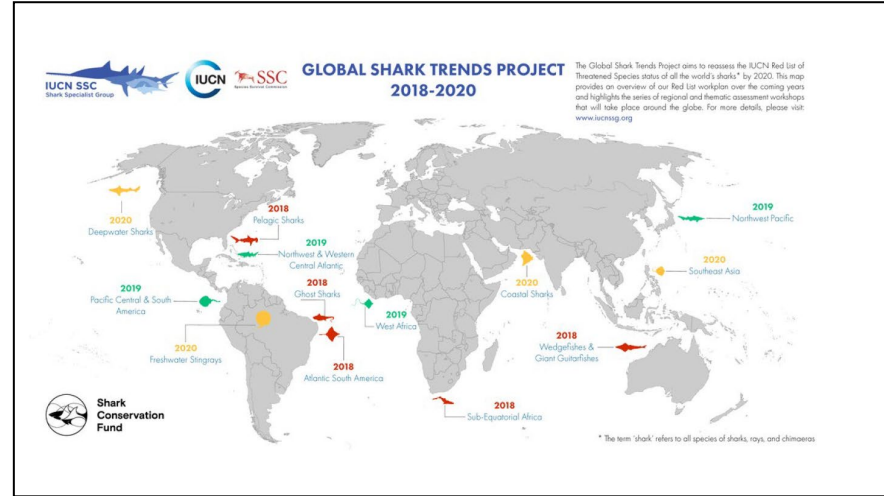 IUCN SSC
Shark Specialist Group
IUCN
SSC
Species Survival Commission
GLOBAL SHARK TRENDS PROJECT
2018-2020
The Global Shark Trends Project aims to reassess the IUCN Red List of
Threatened Species status of all the world's sharks* by 2020. This map
provides an overview of our Red List workplan over the coming years
and highlights the series of regional and thematic assessment workshops
that will take place around the globe. For more details, please visit:
www.iucnssg.org
2020
Deepwater Sharks
2018
Pelagic Sharks
2019
Northwest & Western
Central Atlantic
2019
Northwest Pacific
2020
Southeast Asia
2020
Coastal Sharks
2019
Pacific Central & South
America
2018
Ghost Sharks
2019
West Africa
2020
Freshwater Stingrays
2018
Atlantic South America
2018
Wedgefishes &
Giant Guitarfishes
2018
Sub-Equatorial Africa
Shark
Conservation
Fund
* The term 'shark' refers to all species of sharks, rays, and chimaeras